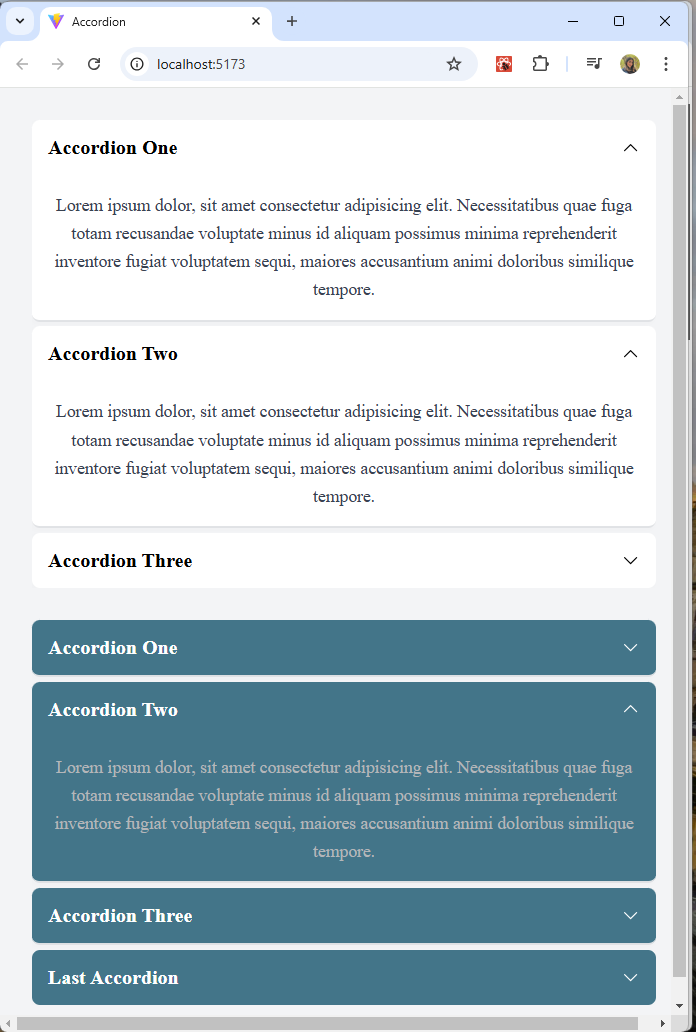 Accordion
localhost:5173
Accordion One
Lorem ipsum dolor, sit amet consectetur adipisicing elit. Necessitatibus quae fuga
totam recusandae voluptate minus id aliquam possimus minima reprehenderit
inventore fugiat voluptatem sequi, maiores accusantium animi doloribus similique
tempore.
Accordion Two
Lorem ipsum dolor, sit amet consectetur adipisicing elit. Necessitatibus quae fuga
totam recusandae voluptate minus id aliquam possimus minima reprehenderit
inventore fugiat voluptatem sequi, maiores accusantium animi doloribus similique
tempore.
Accordion Three
Accordion One
Accordion Two
Lorem ipsum dolor, sit amet consectetur adipisicing elit. Necessitatibus quae fuga
totam recusandae voluptate minus id aliquam possimus minima reprehenderit
inventore fugiat voluptatem sequi, maiores accusantium animi doloribus similique
tempore.
Accordion Three
Last Accordion